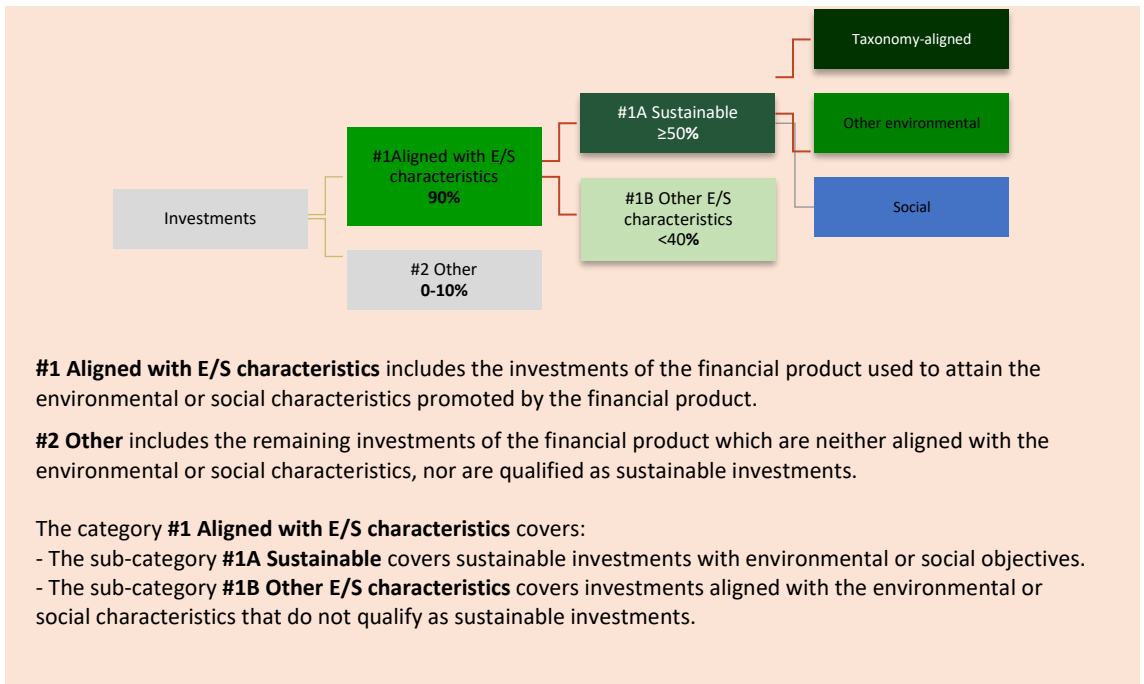 Taxonomy-aligned
#1A Sustainable
≥50%
Other environmental
#1Aligned with E/S
characteristics
90%
#1B Other E/S
characteristics
<40%
Social
Investments
#2 Other
0-10%
#1 Aligned with E/S characteristics includes the investments of the financial product used to attain the
environmental or social characteristics promoted by the financial product.
#2 Other includes the remaining investments of the financial product which are neither aligned with the
environmental or social characteristics, nor are qualified as sustainable investments.
The category #1 Aligned with E/S characteristics covers:
- The sub-category #1A Sustainable covers sustainable investments with environmental or social objectives.
- The sub-category #1B Other E/S characteristics covers investments aligned with the environmental or
social characteristics that do not qualify as sustainable investments.